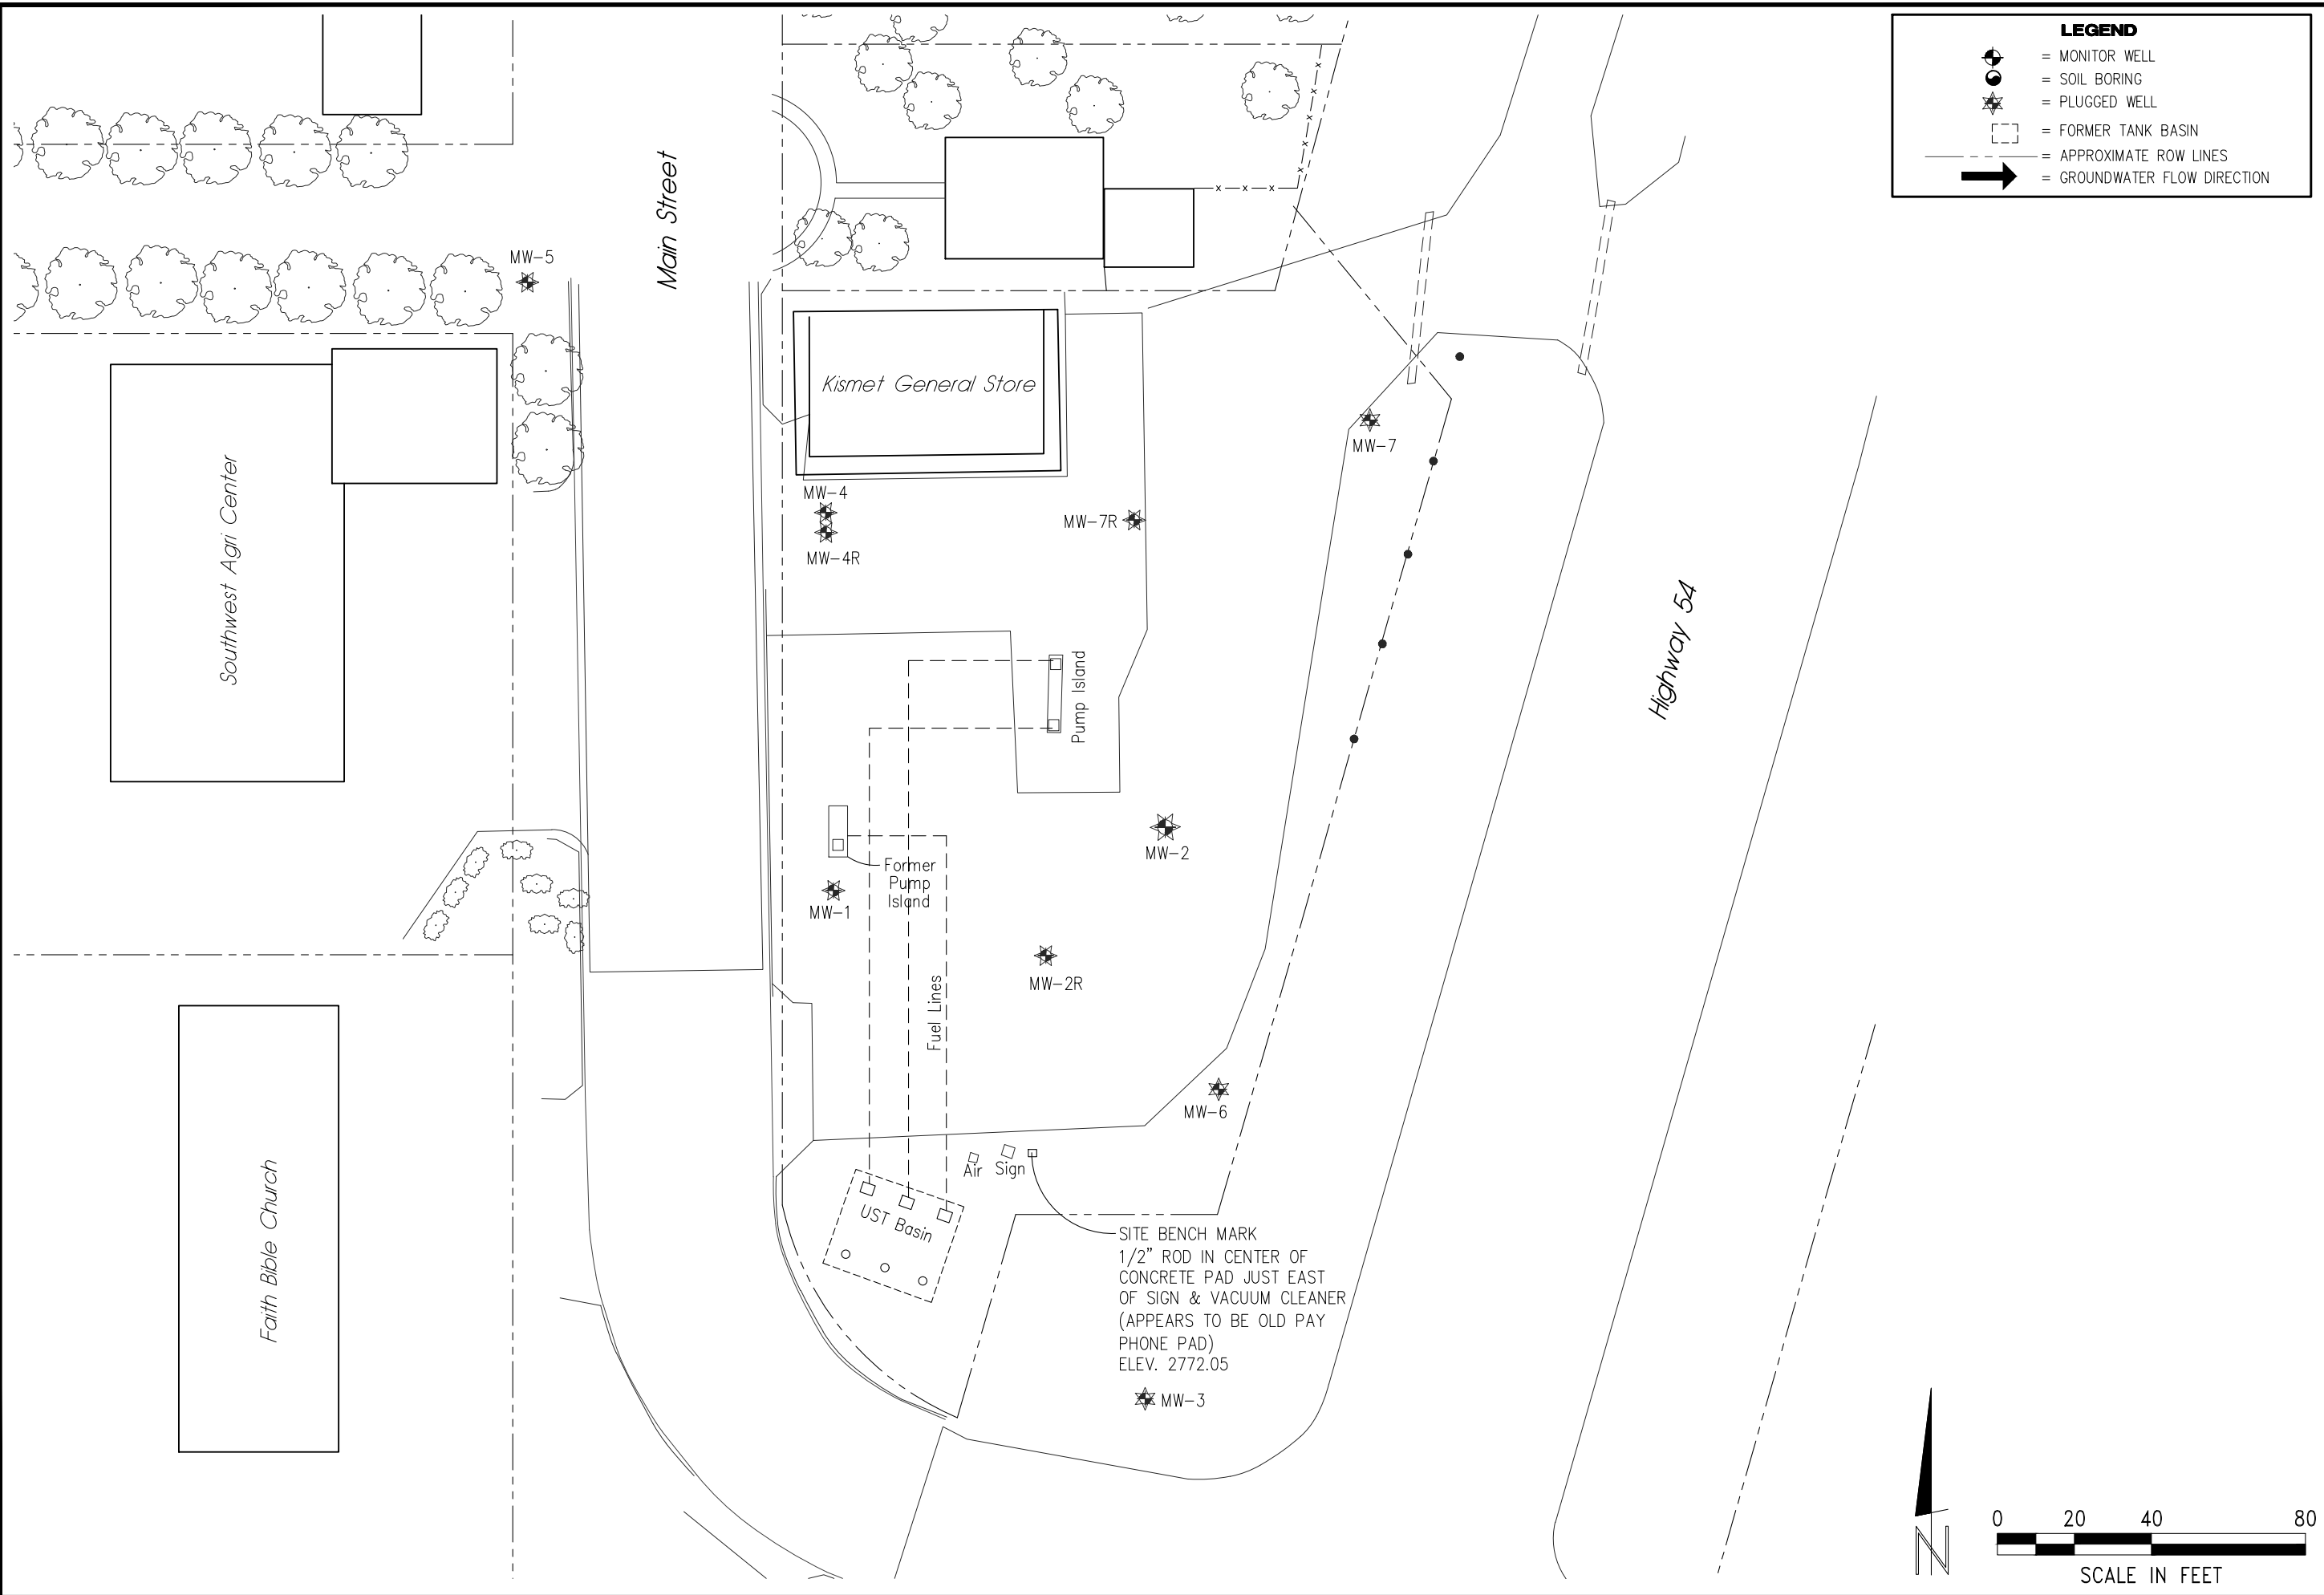 LEGEND
= MONITOR WELL
= SOIL BORING
= PLUGGED WELL
= FORMER TANK BASIN
= APPROXIMATE ROW LINES
= GROUNDWATER FLOW DIRECTION
Main Street
MW-5
Kismet General Store
Southwest Agri Center
MW-7
MW-4
MW-7R
MW-4R
Highway 54
Pump Island
MW-2
Former
Pump
Island
MW-1
MW-2R
Fuel Lines
MW-6
Air
Sign
UST Basin
Faith Bible Church
SITE BENCH MARK
1/2" ROD IN CENTER OF
CONCRETE PAD JUST EAST
OF SIGN & VACUUM CLEANER
(APPEARS TO BE OLD PAY
PHONE PAD)
ELEV. 2772.05
MW-3
N
0 20 40 80
SCALE IN FEET